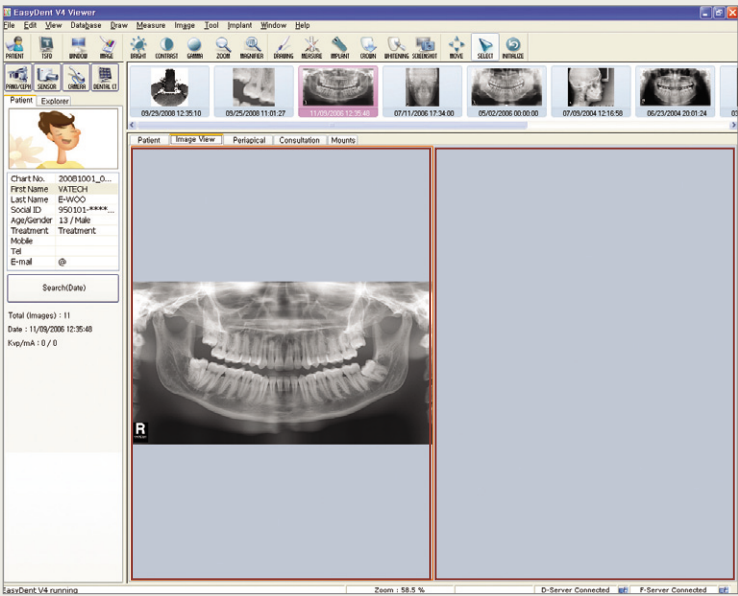 EasyDent V4 Viewer
File Edit View Database Draw Measure Image Tool Implant Window Help
PATIENT TSTD WINDOW IMAGE BRIGHT CONTRAST GAMMA ZOOM MAGNIFIER DRAWING MEASURE IMPLANT CROWN WHITENING SCREENSHOT MOVE SELECT INITIALIZE
PANO/CEPH SENSOR CAMERA DENTAL CT
Patient Explorer
09/29/2008 12:35:10 09/25/2008 11:01:27 11/09/2006 12:35:48 07/11/2006 17:34:00 05/02/2006 00:00:00 07/09/2004 12:16:58 06/23/2004 20:01:24 03
Patient Image View Periapical Consultation Mounts
Chart No. 20081001_0...
First Name VATECH
Last Name E-WOO
Social ID 950101-****...
Age/Gender 13 / Male
Treatment Treatment
Mobile
Tel
E-mail @
Search(Date)
Total (Images) : 11
Date : 11/09/2006 12:35:48
Kvp/mA : 0 / 0
R
EasyDent V4 running Zoom : 58.5 % D-Server Connected F-Server Connected